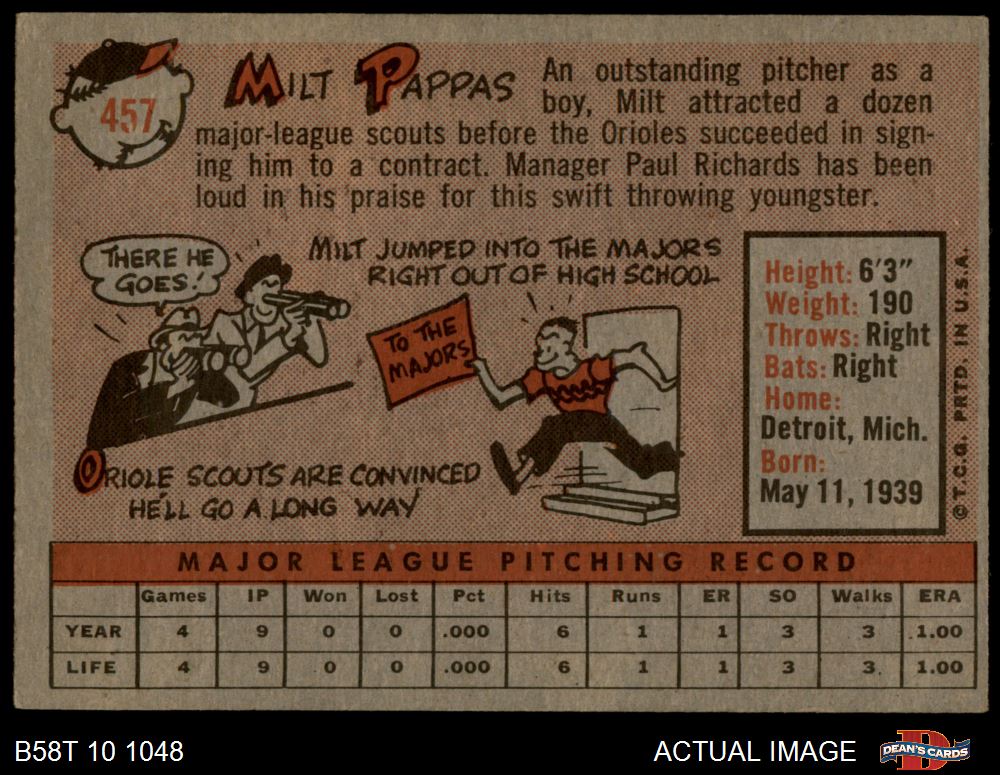 457
MILT PAPPAS
An outstanding pitcher as a
boy, Milt attracted a dozen
major-league scouts before the Orioles succeeded in sign-
ing him to a contract. Manager Paul Richards has been
loud in his praise for this swift throwing youngster.
THERE HE
GOES!
MILT JUMPED INTO THE MAJORS
RIGHT OUT OF HIGH SCHOOL
TO THE
MAJORS
ORIOLE SCOUTS ARE CONVINCED
HE'LL GO A LONG WAY
Height: 6'3"
Weight: 190
Throws: Right
Bats: Right
Home:
Detroit, Mich.
Born:
May 11, 1939
©T.C.G. PRTD. IN U.S.A.
MAJOR LEAGUE PITCHING RECORD
Games IP Won Lost Pct Hits Runs ER SO Walks ERA
YEAR 4 9 0 0 .000 6 1 1 3 3 1.00
LIFE 4 9 0 0 .000 6 1 1 3 3 1.00
B58T 10 1048
ACTUAL IMAGE
DEAN'S CARDS